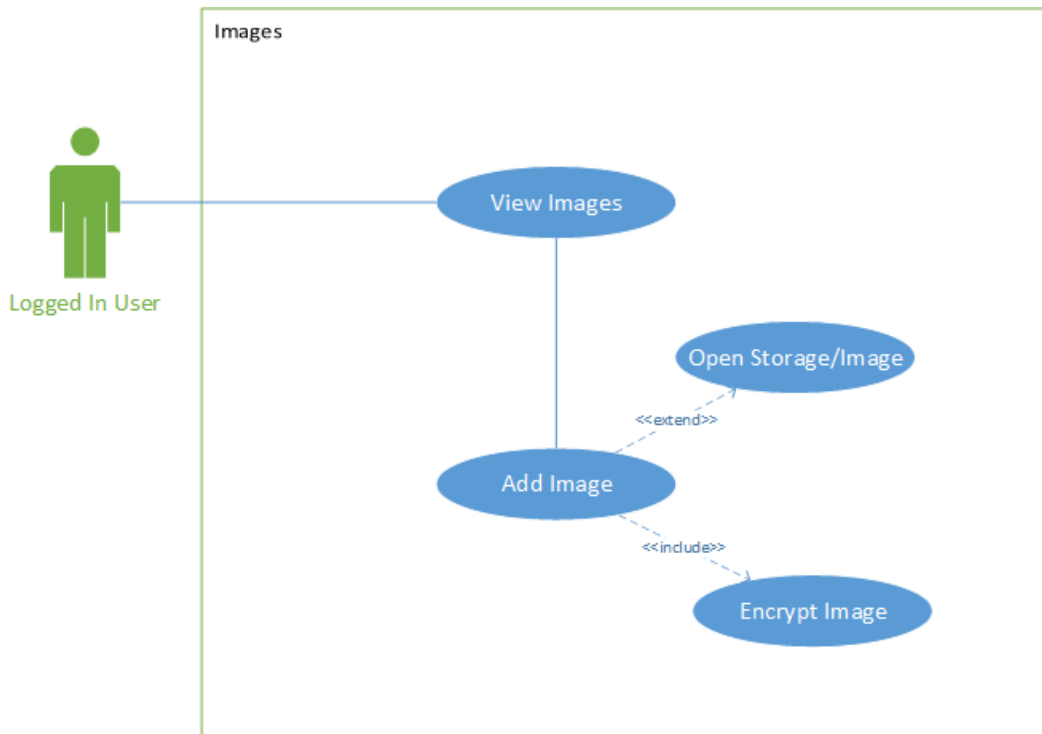 Images
View Images
Logged In User
Open Storage/Image
<<extend>>
Add Image
<<include>>
Encrypt Image